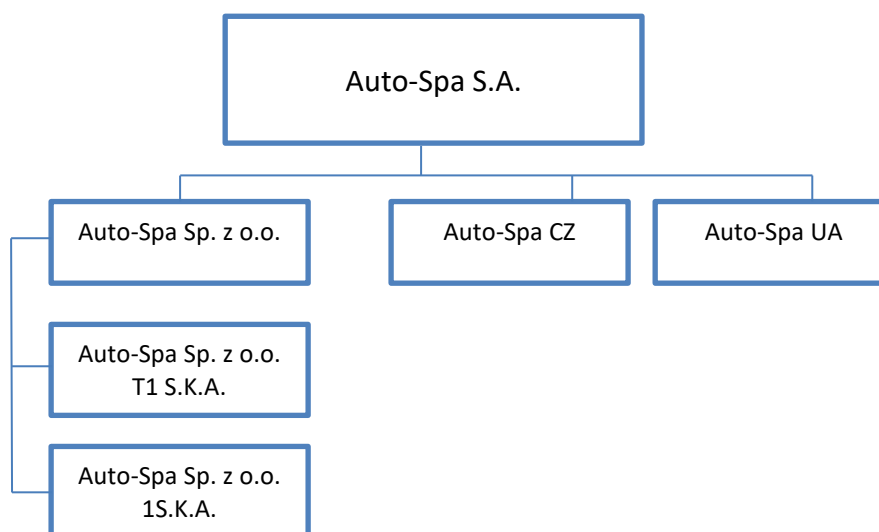 Auto-Spa S.A.
Auto-Spa Sp. z o.o.
Auto-Spa CZ
Auto-Spa UA
Auto-Spa Sp. z o.o.
T1 S.K.A.
Auto-Spa Sp. z o.o.
1S.K.A.